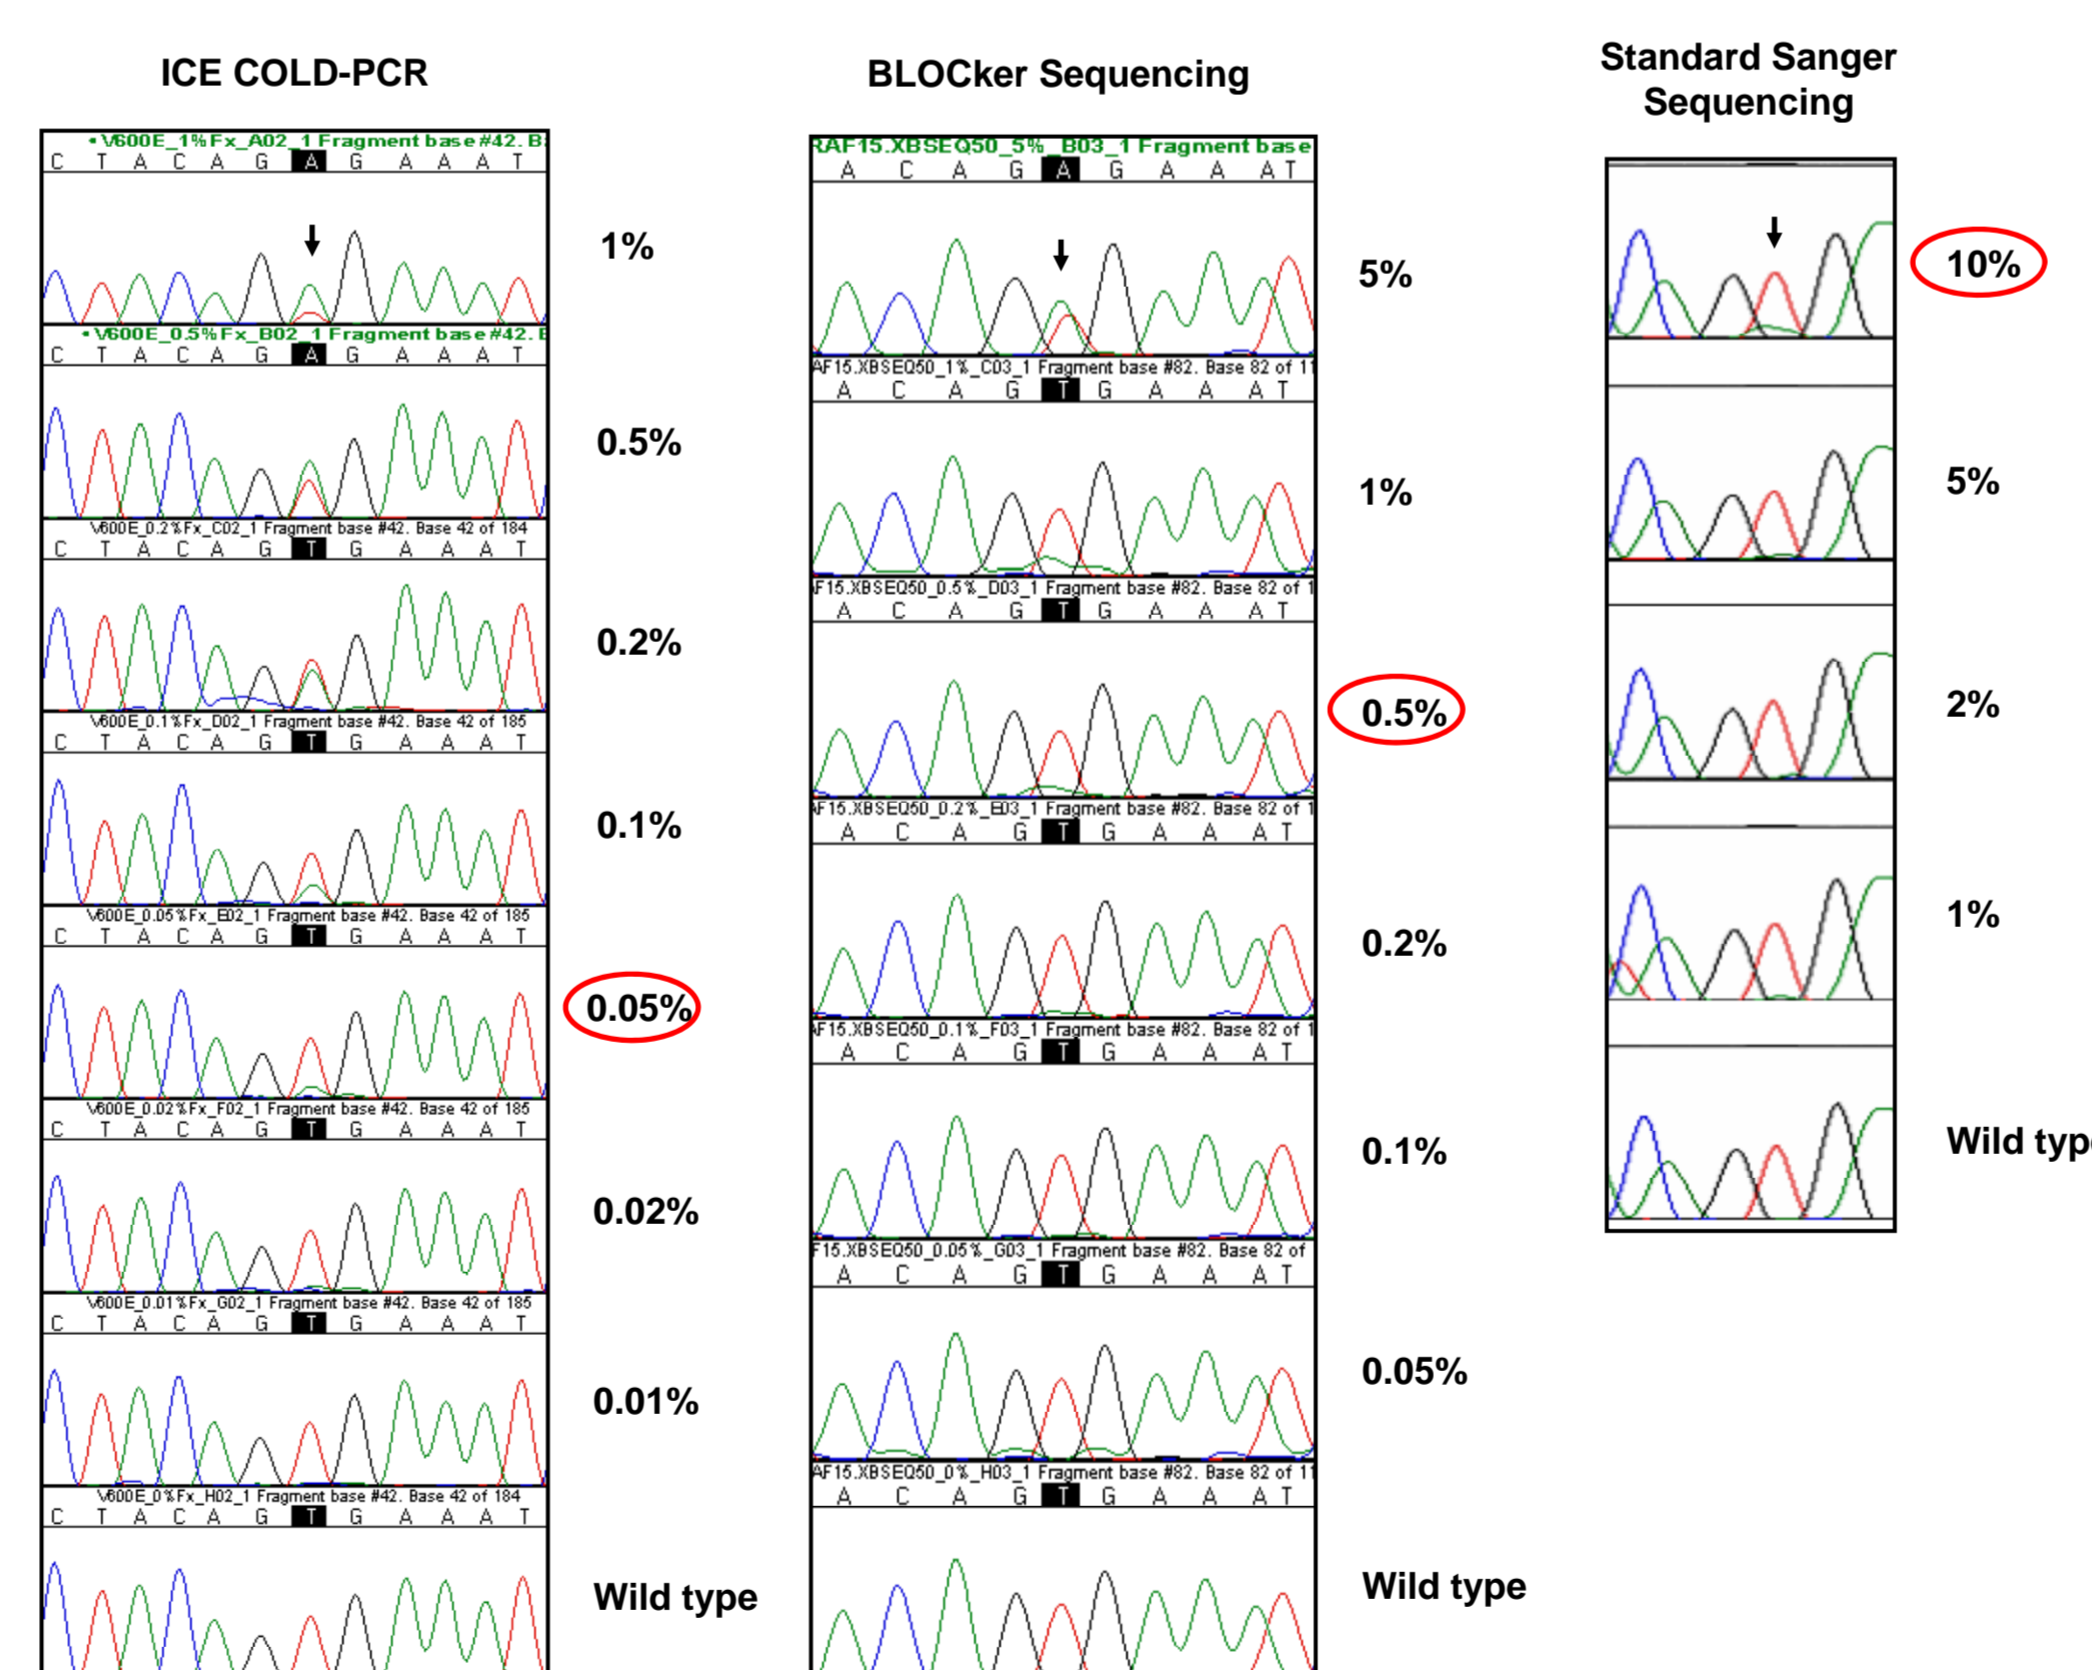 ICE COLD-PCR
V600E_1%Fx_A02_1 Fragment base #42. B
C T A C A G A G A A A T
1%
V600E_0.5%Fx_B02_1 Fragment base #42. B
C T A C A G A G A A A T
0.5%
V600E_0.2%Fx_C02_1 Fragment base #42. Base 42 of 184
C T A C A G T G A A A T
0.2%
V600E_0.1%Fx_D02_1 Fragment base #42. Base 42 of 185
C T A C A G T G A A A T
0.1%
V600E_0.05%Fx_E02_1 Fragment base #42. Base 42 of 185
C T A C A G T G A A A T
0.05%
V600E_0.02%Fx_F02_1 Fragment base #42. Base 42 of 185
C T A C A G T G A A A T
0.02%
V600E_0.01%Fx_G02_1 Fragment base #42. Base 42 of 185
C T A C A G T G A A A T
0.01%
V600E_0%Fx_H02_1 Fragment base #42. Base 42 of 184
C T A C A G T G A A A T
Wild type
BLOCker Sequencing
RAF15.XBSEQ50_5%_B03_1 Fragment base
A C A G A G A A A T
5%
AF15.XBSEQ50_1%_C03_1 Fragment base #82. Base 82 of 11
A C A G T G A A A T
1%
F15.XBSEQ50_0.5%_D03_1 Fragment base #82. Base 82 of 1
A C A G T G A A A T
0.5%
F15.XBSEQ50_0.2%_E03_1 Fragment base #82. Base 82 of 1
A C A G T G A A A T
0.2%
F15.XBSEQ50_0.1%_F03_1 Fragment base #82. Base 82 of 1
A C A G T G A A A T
0.1%
F15.XBSEQ50_0.05%_G03_1 Fragment base #82. Base 82 of
A C A G T G A A A T
0.05%
AF15.XBSEQ50_0%_H03_1 Fragment base #82. Base 82 of 11
A C A G T G A A A T
Wild type
Standard Sanger
Sequencing
10%
5%
2%
1%
Wild typ